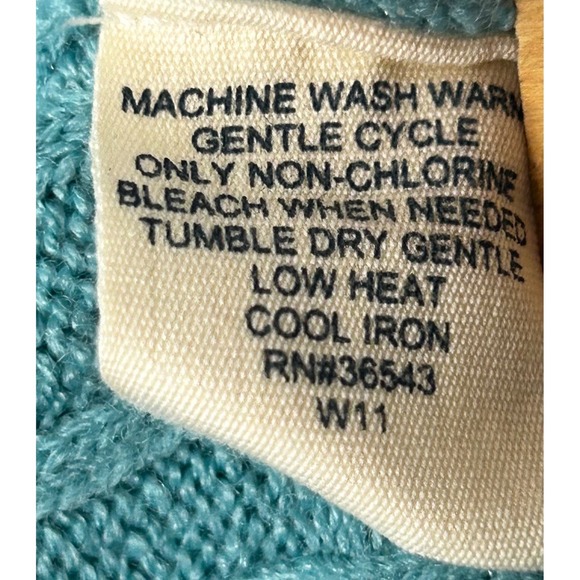 MACHINE WASH WARM
GENTLE CYCLE
ONLY NON-CHLORINE
BLEACH WHEN NEEDED
TUMBLE DRY GENTLE
LOW HEAT
COOL IRON
RN#36543
W11